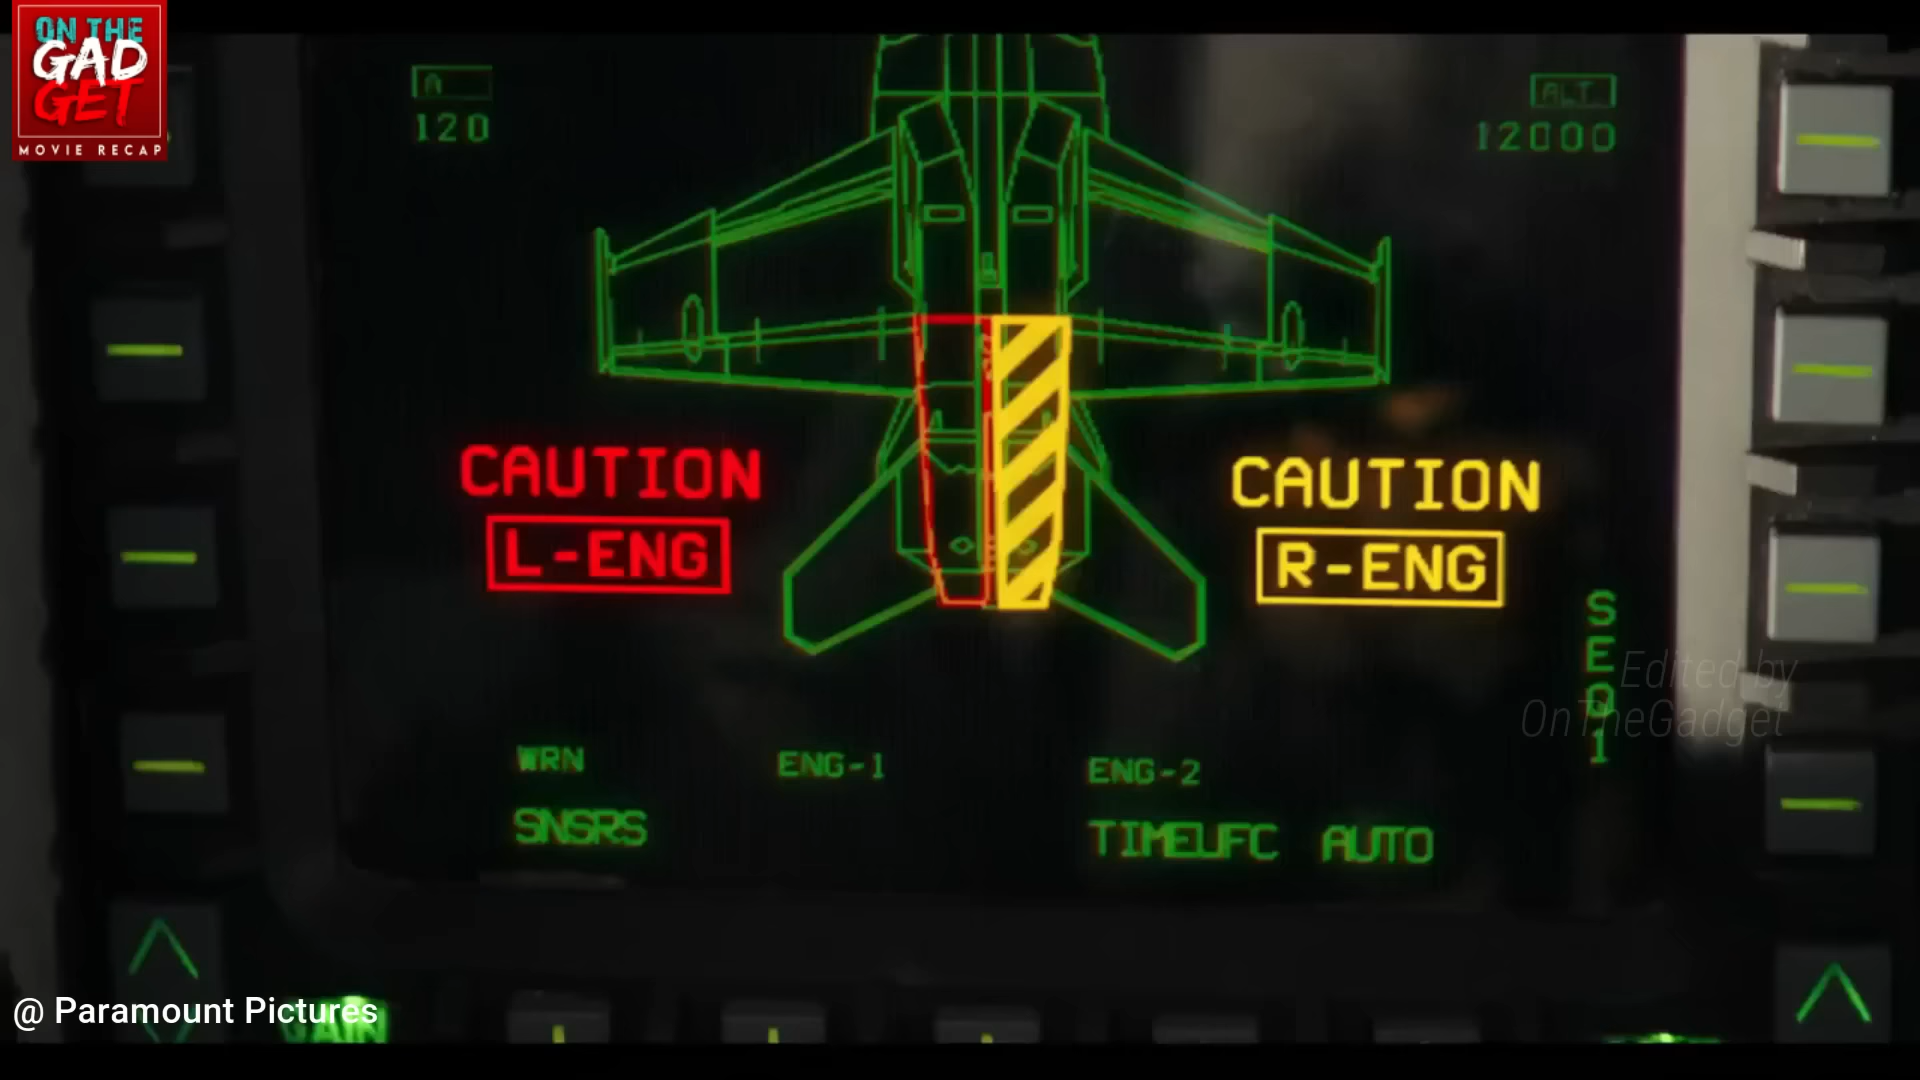 ON THE
GAD
GET
MOVIE RECAP
A
120
ALT
12000
CAUTION
L-ENG
CAUTION
R-ENG
S
E
Q
1
Edited by
OnTheGadget
WRN
ENG-1
ENG-2
SNSRS
TIMEUFC AUTO
@ Paramount Pictures